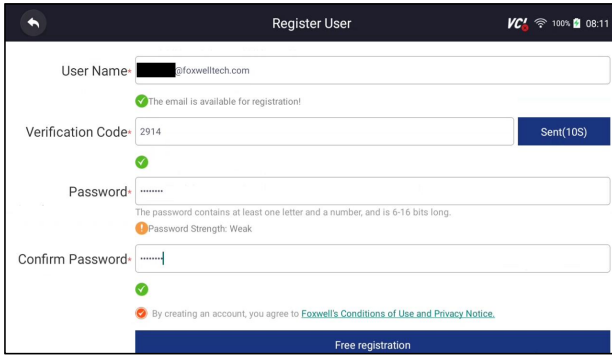 Register User
VCI 100% 08:11
User Name* @foxwelltech.com
The email is available for registration!
Verification Code* 2914 Sent(10S)
Password* ········
The password contains at least one letter and a number, and is 6-16 bits long.
Password Strength: Weak
Confirm Password* ········
By creating an account, you agree to Foxwell's Conditions of Use and Privacy Notice.
Free registration